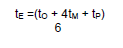 tE =(tO + 4tM + tP)
6